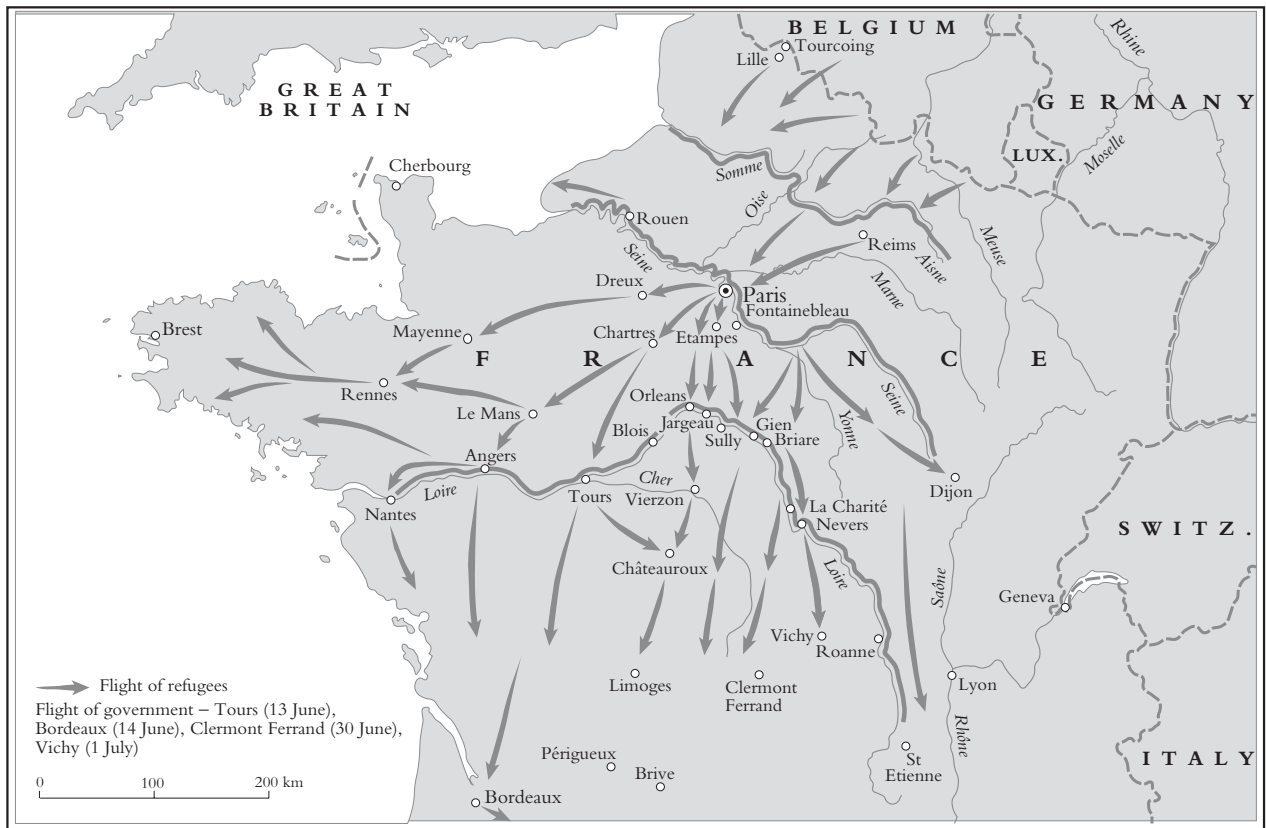 BELGIUM
Rhine
Tourcoing
Lille
GREAT
BRITAIN
GERMANY
LUX.
Moselle
Cherbourg
Somme
Oise
Rouen
Seine
Reims
Aisne
Meuse
Marne
Dreux
Paris
Fontainebleau
Brest
Mayenne
Chartres
Etampes
FRANCE
Rennes
Le Mans
Orleans
Jargeau
Sully
Gien
Briare
Yonne
Seine
Blois
Angers
Loire
Nantes
Tours
Cher
Vierzon
Dijon
La Charité
Nevers
SWITZ.
Châteauroux
Loire
Saône
Geneva
Vichy
Roanne
Limoges
Clermont
Ferrand
Lyon
Rhône
Flight of refugees
Flight of government – Tours (13 June),
Bordeaux (14 June), Clermont Ferrand (30 June),
Vichy (1 July)
0 100 200 km
Périgueux
Brive
St
Etienne
ITALY
Bordeaux